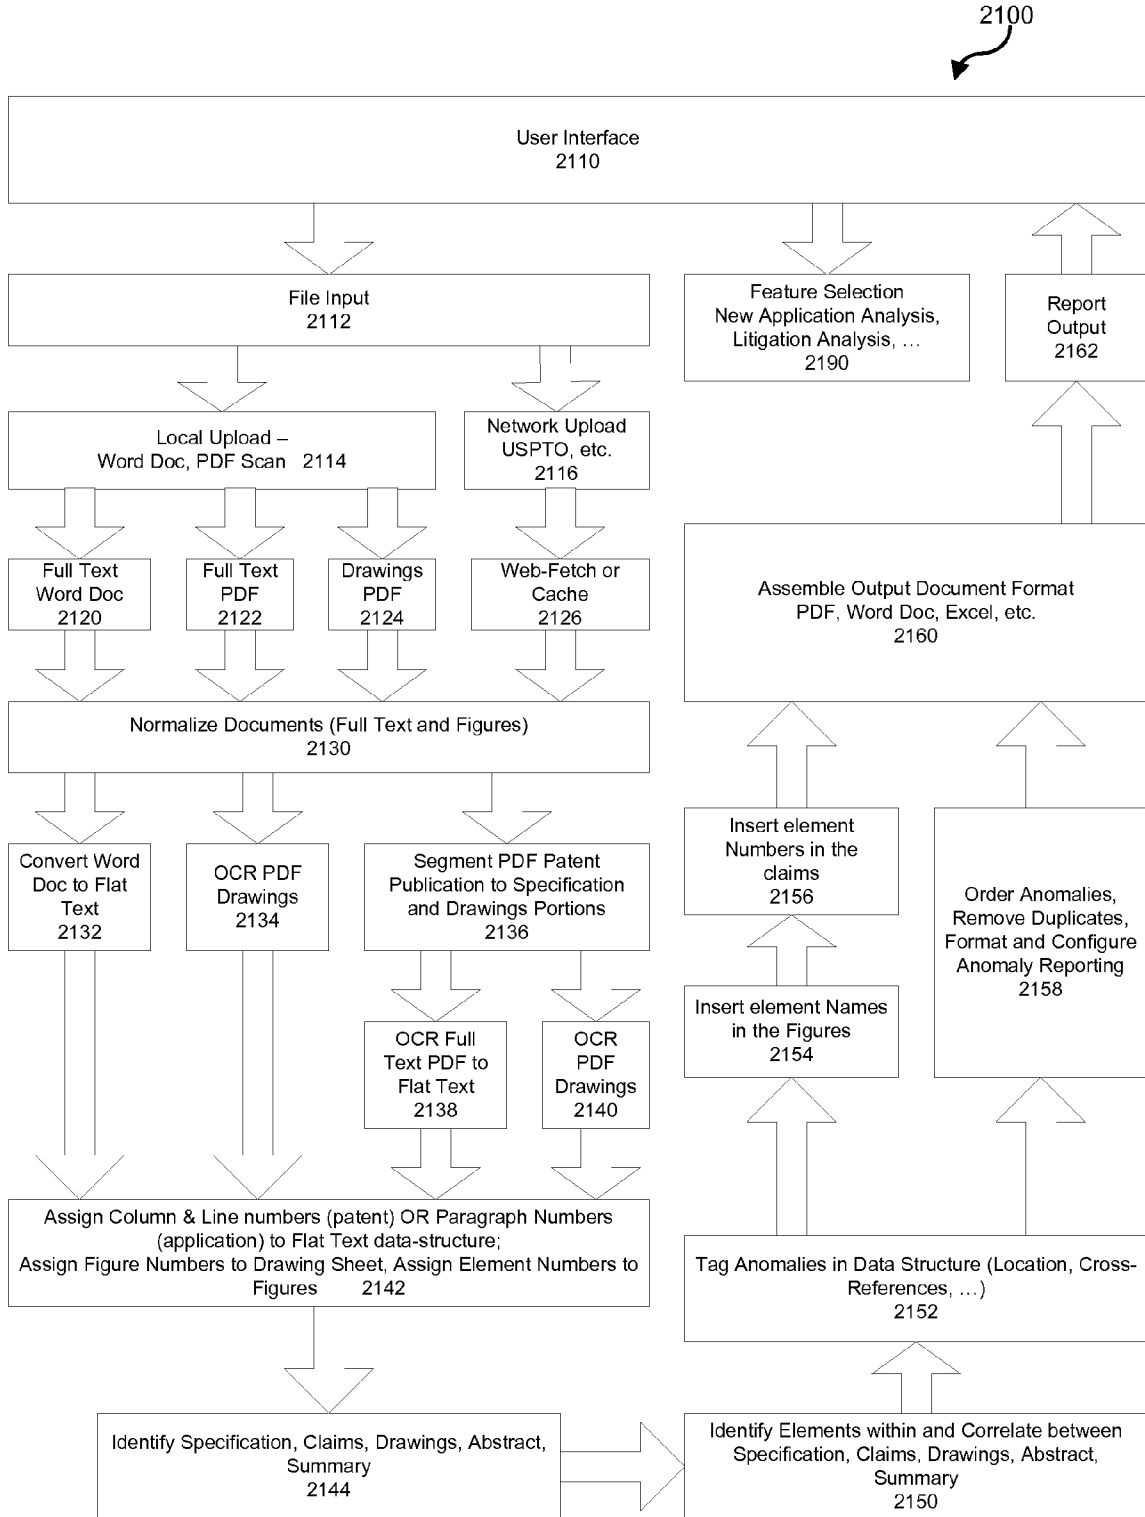 2100
User Interface
2110
File Input
2112
Feature Selection
New Application Analysis,
Litigation Analysis, …
2190
Report
Output
2162
Local Upload –
Word Doc, PDF Scan 2114
Network Upload
USPTO, etc.
2116
Full Text
Word Doc
2120
Full Text
PDF
2122
Drawings
PDF
2124
Web-Fetch or
Cache
2126
Assemble Output Document Format
PDF, Word Doc, Excel, etc.
2160
Normalize Documents (Full Text and Figures)
2130
Convert Word
Doc to Flat
Text
2132
OCR PDF
Drawings
2134
Segment PDF Patent
Publication to Specification
and Drawings Portions
2136
Insert element
Numbers in the
claims
2156
Order Anomalies,
Remove Duplicates,
Format and Configure
Anomaly Reporting
2158
Insert element Names
in the Figures
2154
OCR Full
Text PDF to
Flat Text
2138
OCR
PDF
Drawings
2140
Assign Column & Line numbers (patent) OR Paragraph Numbers
(application) to Flat Text data-structure;
Assign Figure Numbers to Drawing Sheet, Assign Element Numbers to
Figures 2142
Tag Anomalies in Data Structure (Location, Cross-
References, …)
2152
Identify Specification, Claims, Drawings, Abstract,
Summary
2144
Identify Elements within and Correlate between
Specification, Claims, Drawings, Abstract,
Summary
2150